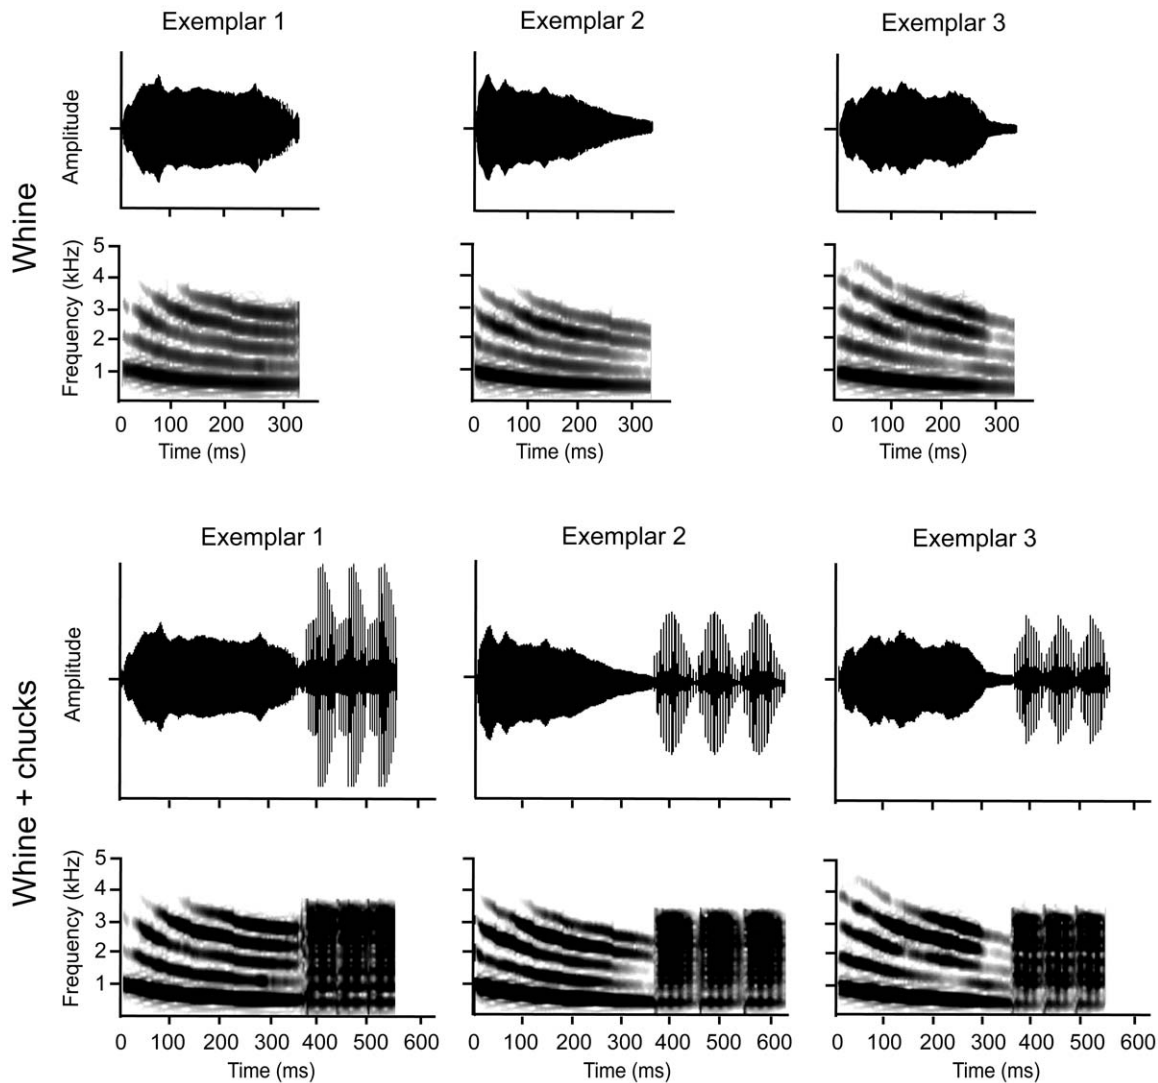 Exemplar 1
Exemplar 2
Exemplar 3
Whine
Amplitude
Frequency (kHz)
5
4
3
2
1
0 100 200 300
0 100 200 300
0 100 200 300
Time (ms)
Time (ms)
Time (ms)
Exemplar 1
Exemplar 2
Exemplar 3
Whine + chucks
Amplitude
Frequency (kHz)
5
4
3
2
1
0 100 200 300 400 500 600
0 100 200 300 400 500 600
0 100 200 300 400 500 600
Time (ms)
Time (ms)
Time (ms)